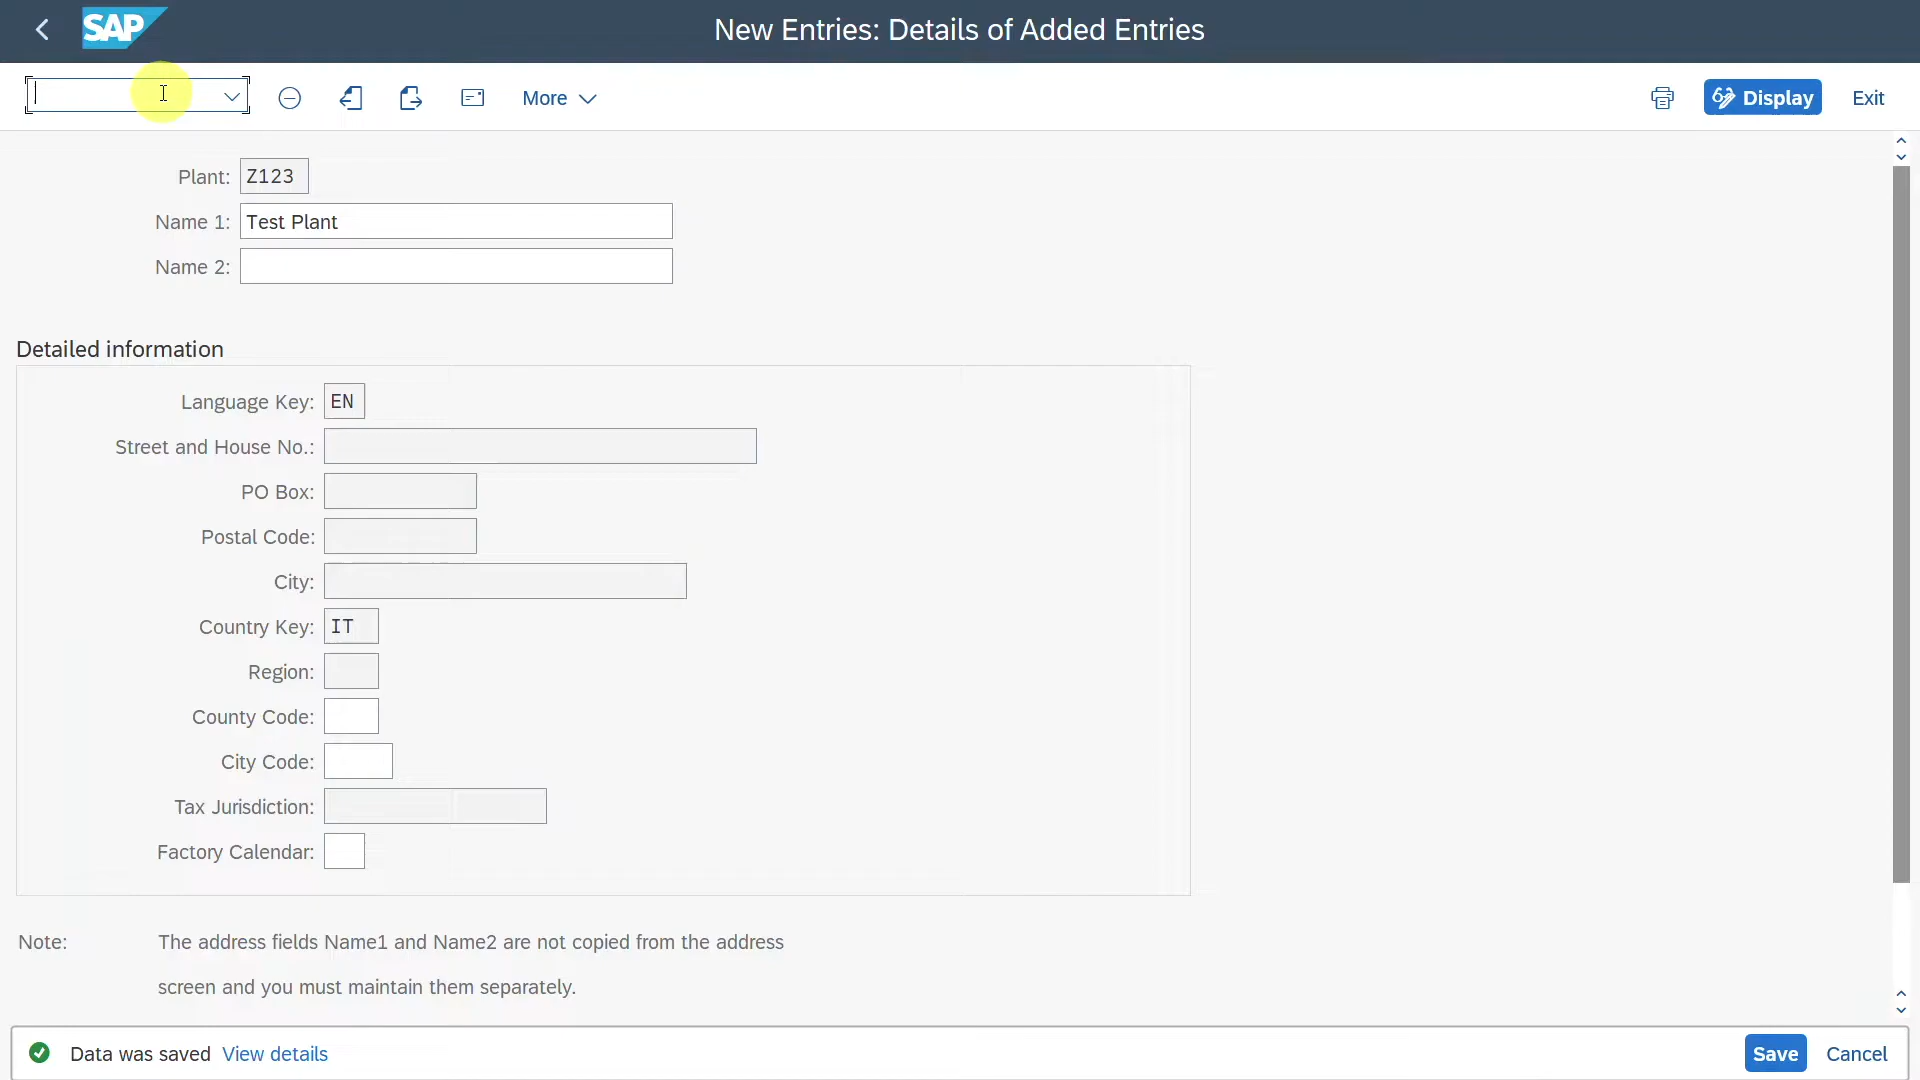 SAP New Entries: Details of Added Entries
More Display Exit
Plant: Z123
Name 1: Test Plant
Name 2:
Detailed information
Language Key: EN
Street and House No.:
PO Box:
Postal Code:
City:
Country Key: IT
Region:
County Code:
City Code:
Tax Jurisdiction:
Factory Calendar:
Note: The address fields Name1 and Name2 are not copied from the address
screen and you must maintain them separately.
Data was saved View details Save Cancel